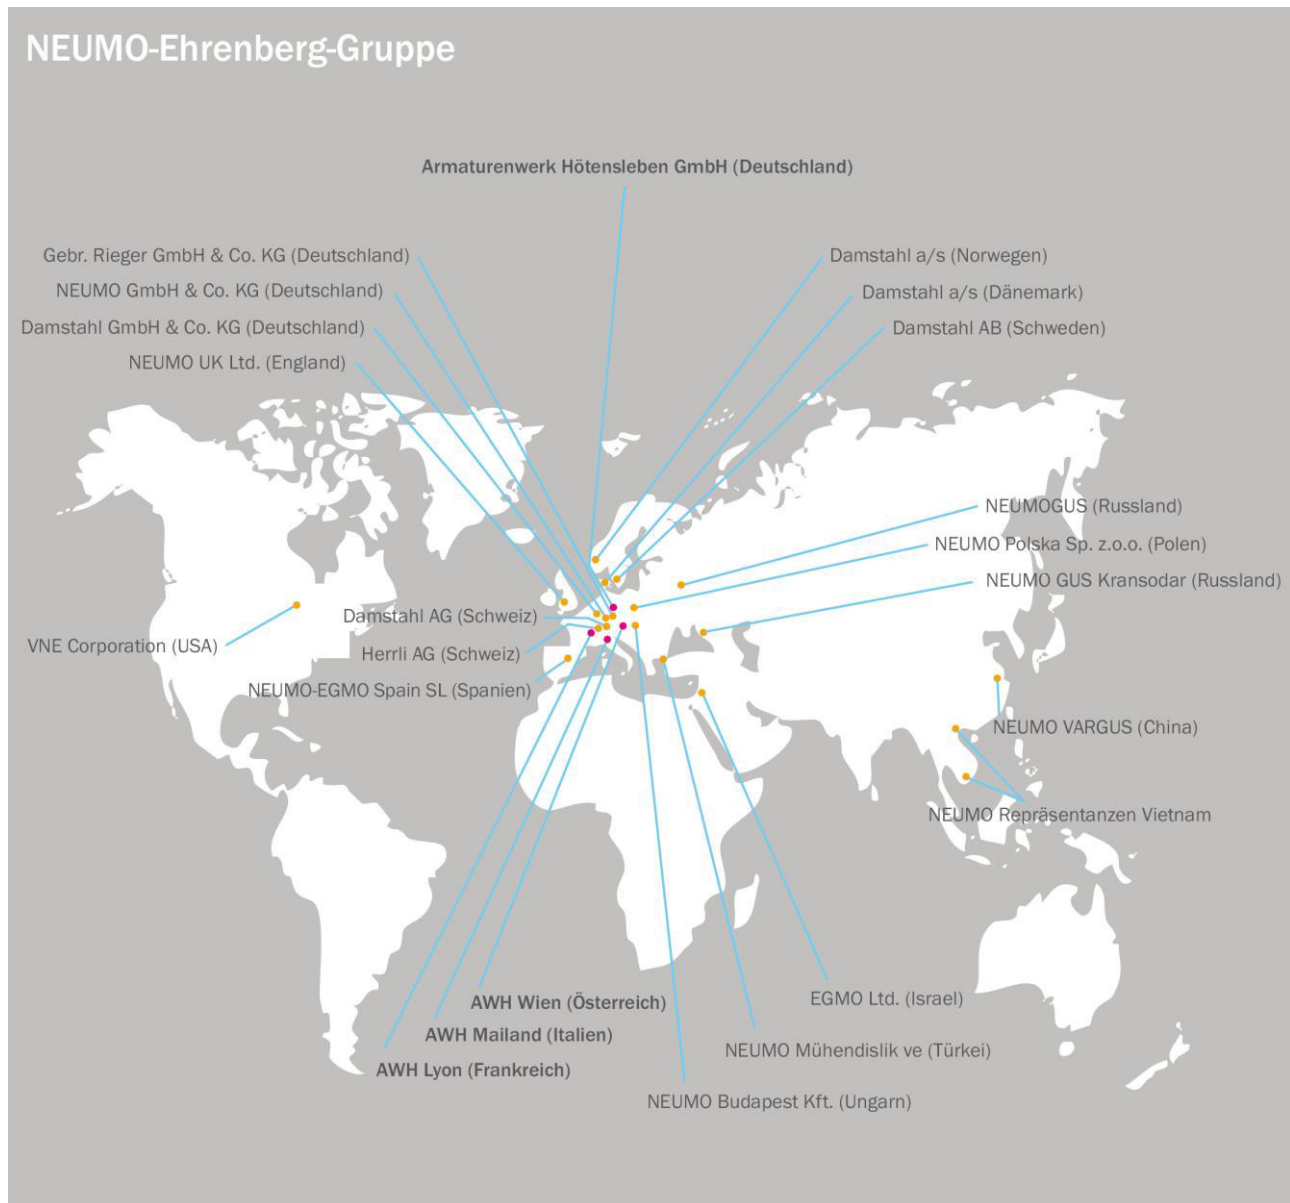 NEUMO-Ehrenberg-Gruppe
Armaturenwerk Hötensleben GmbH (Deutschland)
Gebr. Rieger GmbH & Co. KG (Deutschland)
NEUMO GmbH & Co. KG (Deutschland)
Damstahl GmbH & Co. KG (Deutschland)
NEUMO UK Ltd. (England)
Damstahl a/s (Norwegen)
Damstahl a/s (Dänemark)
Damstahl AB (Schweden)
NEUMOGUS (Russland)
NEUMO Polska Sp. z.o.o. (Polen)
NEUMO GUS Kransodar (Russland)
Damstahl AG (Schweiz)
VNE Corporation (USA)
Herrli AG (Schweiz)
NEUMO-EGMO Spain SL (Spanien)
NEUMO VARGUS (China)
NEUMO Repräsentanzen Vietnam
AWH Wien (Österreich)
AWH Mailand (Italien)
AWH Lyon (Frankreich)
EGMO Ltd. (Israel)
NEUMO Mühendislik ve (Türkei)
NEUMO Budapest Kft. (Ungarn)